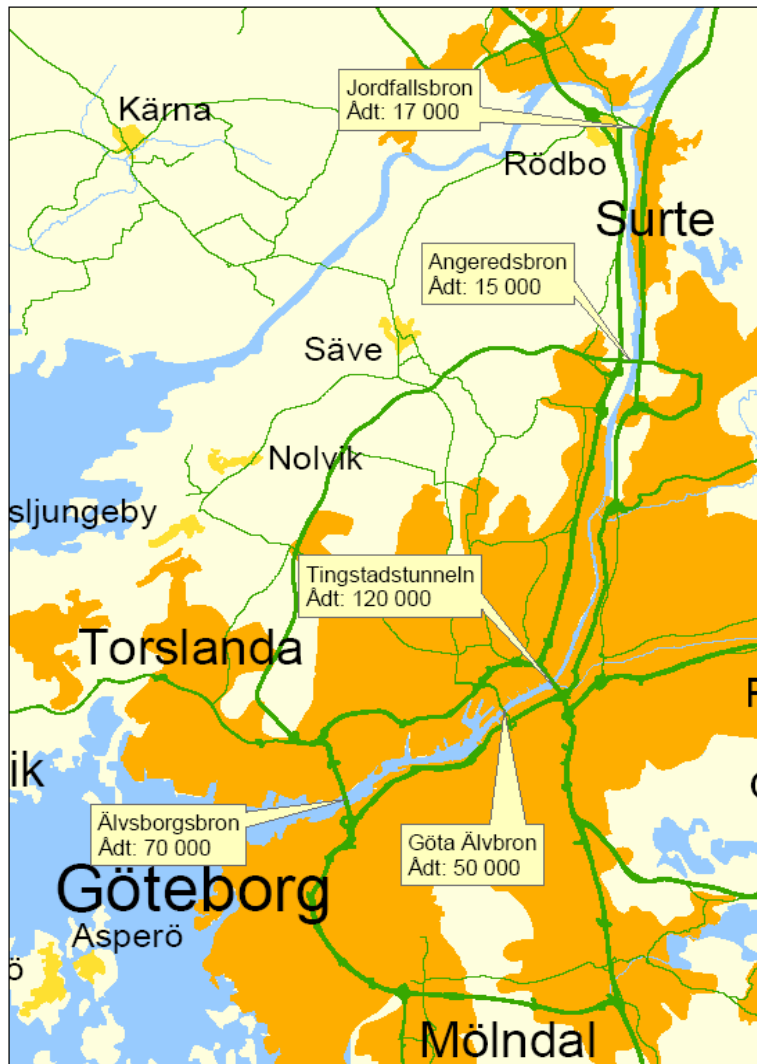 Jordfallsbron
Ådt: 17 000
Kärna
Rödbo
Surte
Angeredsbron
Ådt: 15 000
Säve
Nolvik
sljungeby
Tingstadstunneln
Ådt: 120 000
Torslanda
ik
Älvsborgsbron
Ådt: 70 000
Göta Älvbron
Ådt: 50 000
Göteborg
Asperö
ö
Mölndal